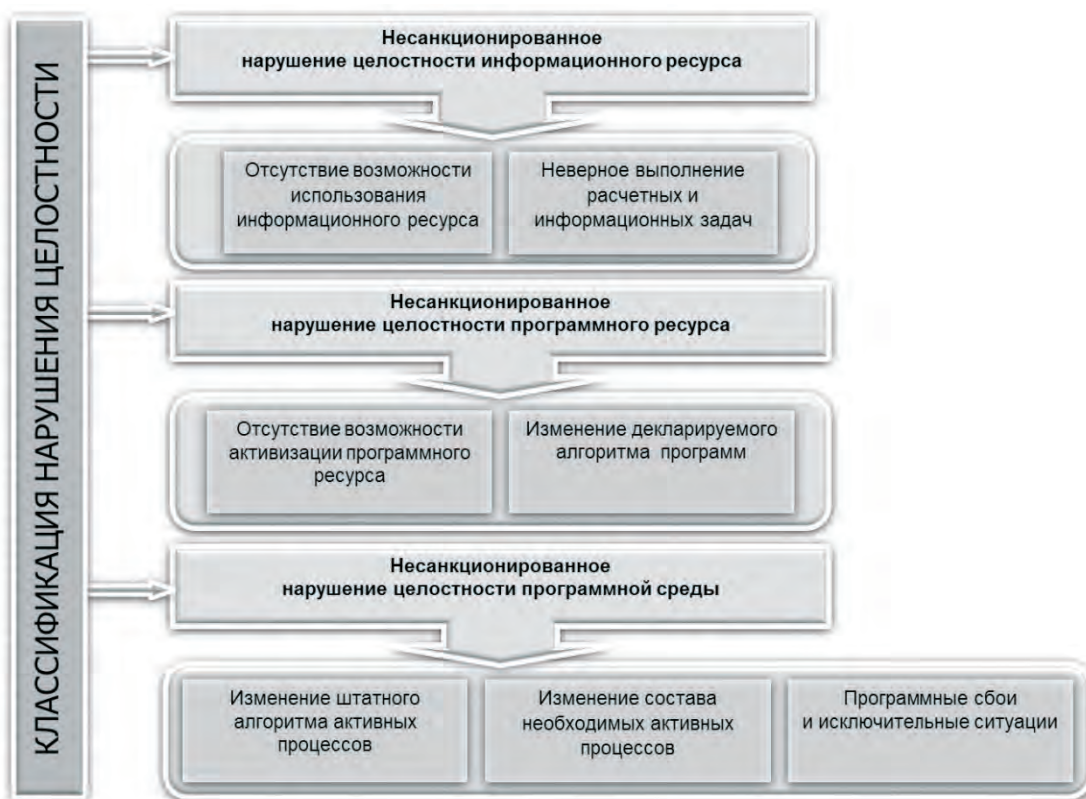 КЛАССИФИКАЦИЯ НАРУШЕНИЯ ЦЕЛОСТНОСТИ
Несанкционированное
нарушение целостности информационного ресурса
Отсутствие возможности
использования
информационного ресурса
Неверное выполнение
расчетных и
информационных задач
Несанкционированное
нарушение целостности программного ресурса
Отсутствие возможности
активизации программного
ресурса
Изменение декларируемого
алгоритма программ
Несанкционированное
нарушение целостности программной среды
Изменение штатного
алгоритма активных
процессов
Изменение состава
необходимых активных
процессов
Программные сбои
и исключительные ситуации